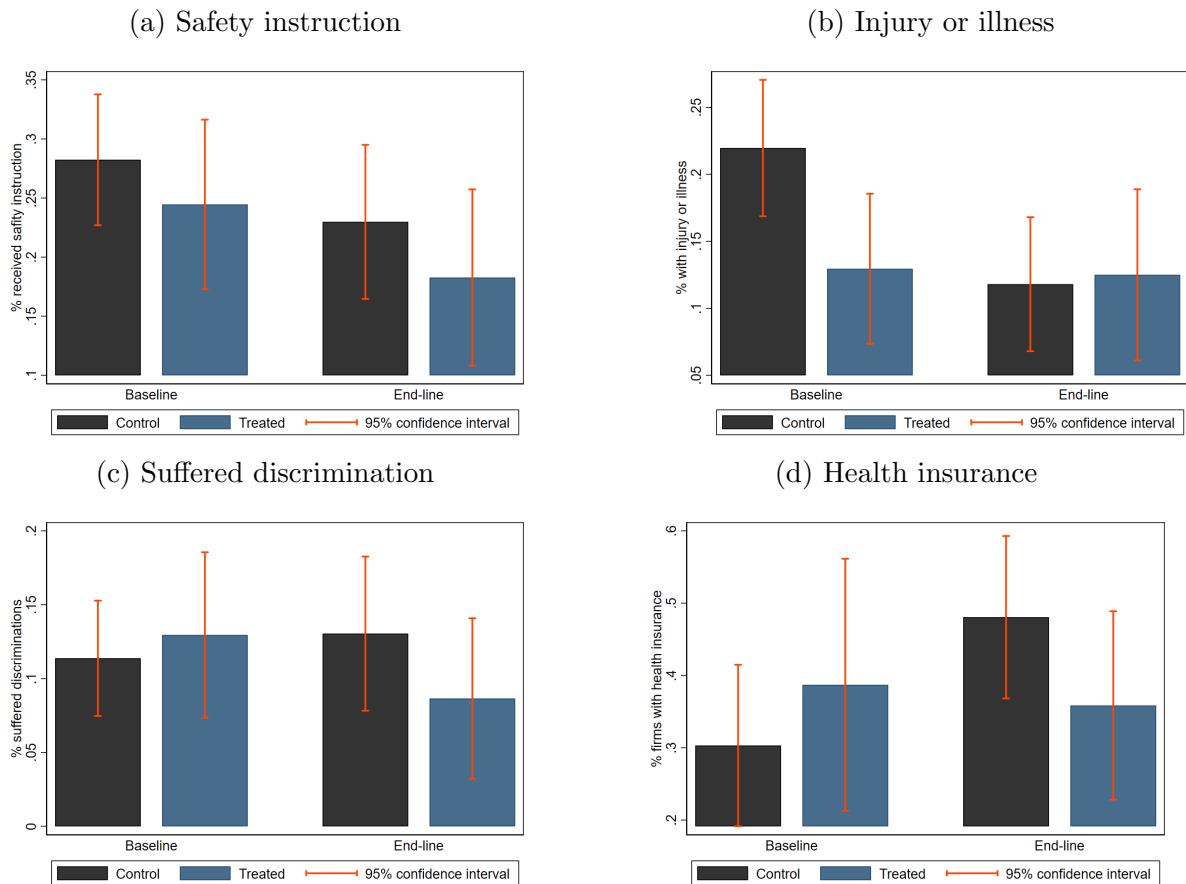 (a) Safety instruction
% received safity instruction
.35
.3
.25
.2
.15
.1
Baseline
End-line
Control
Treated
95% confidence interval
(b) Injury or illness
% with injury or illness
.25
.2
.15
.1
.05
Baseline
End-line
Control
Treated
95% confidence interval
(c) Suffered discrimination
% suffered discriminations
.2
.15
.1
.05
0
Baseline
End-line
Control
Treated
95% confidence interval
(d) Health insurance
% firms with health insurance
.6
.5
.4
.3
.2
Baseline
End-line
Control
Treated
95% confidence interval